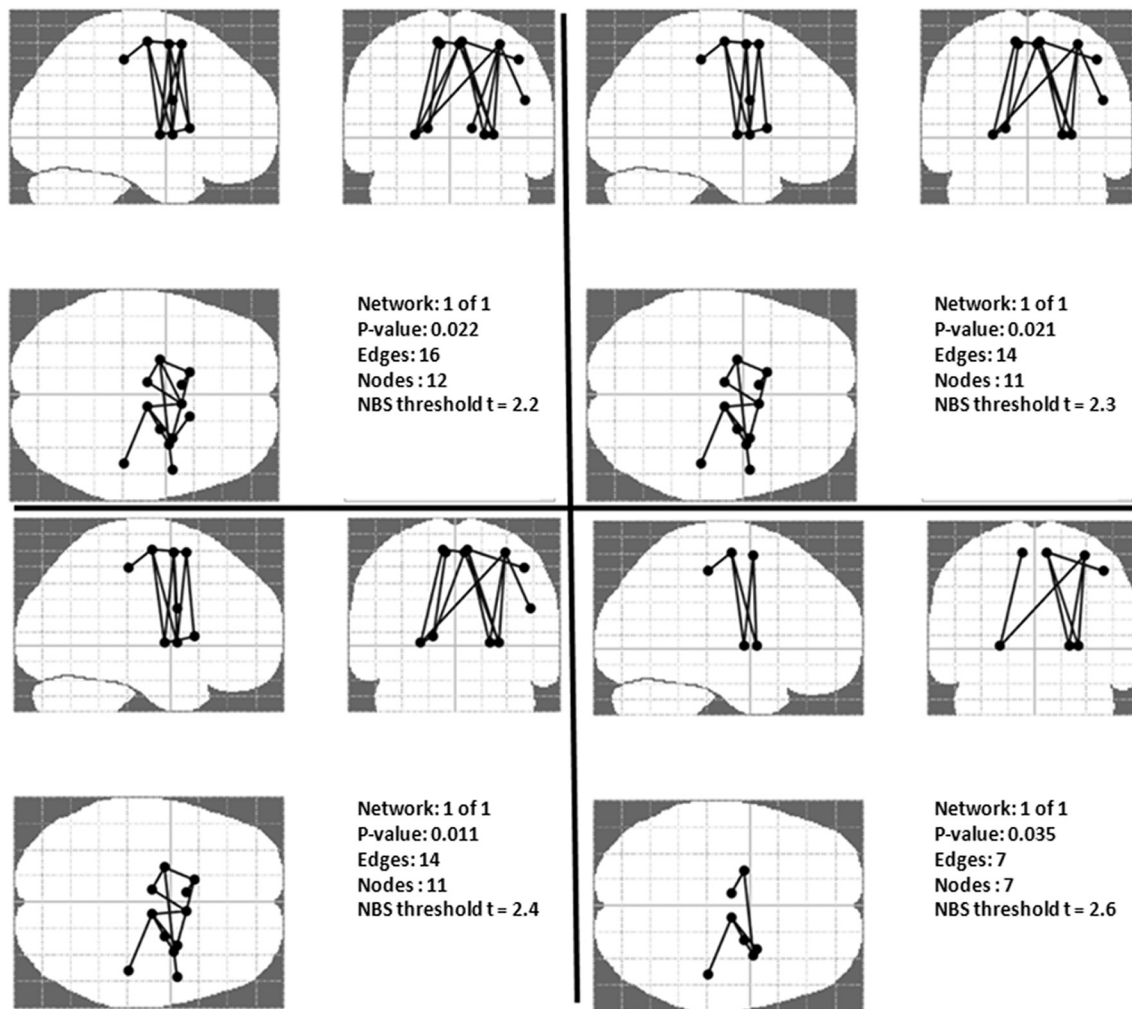 Network: 1 of 1
P-value: 0.022
Edges: 16
Nodes : 12
NBS threshold t = 2.2
Network: 1 of 1
P-value: 0.021
Edges: 14
Nodes : 11
NBS threshold t = 2.3
Network: 1 of 1
P-value: 0.011
Edges: 14
Nodes : 11
NBS threshold t = 2.4
Network: 1 of 1
P-value: 0.035
Edges: 7
Nodes : 7
NBS threshold t = 2.6